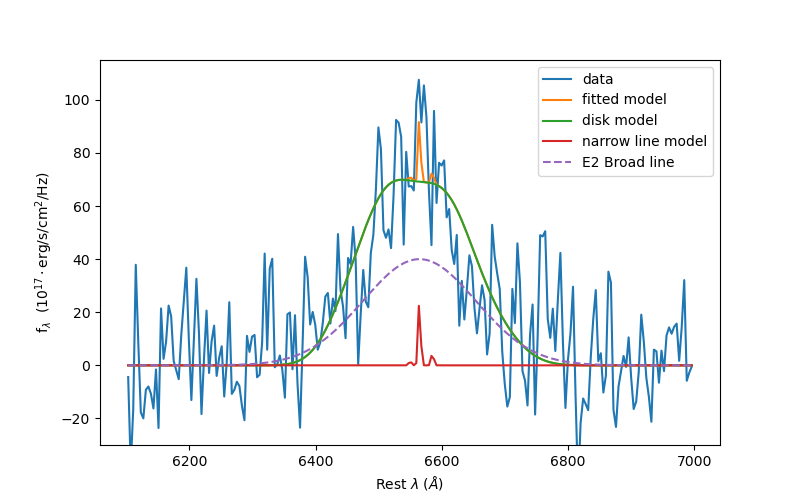 data
fitted model
disk model
narrow line model
E2 Broad line
100
80
60
40
20
0
−20
f_λ (10^17 · erg/s/cm^2/Hz)
6200 6400 6600 6800 7000
Rest λ (Å)